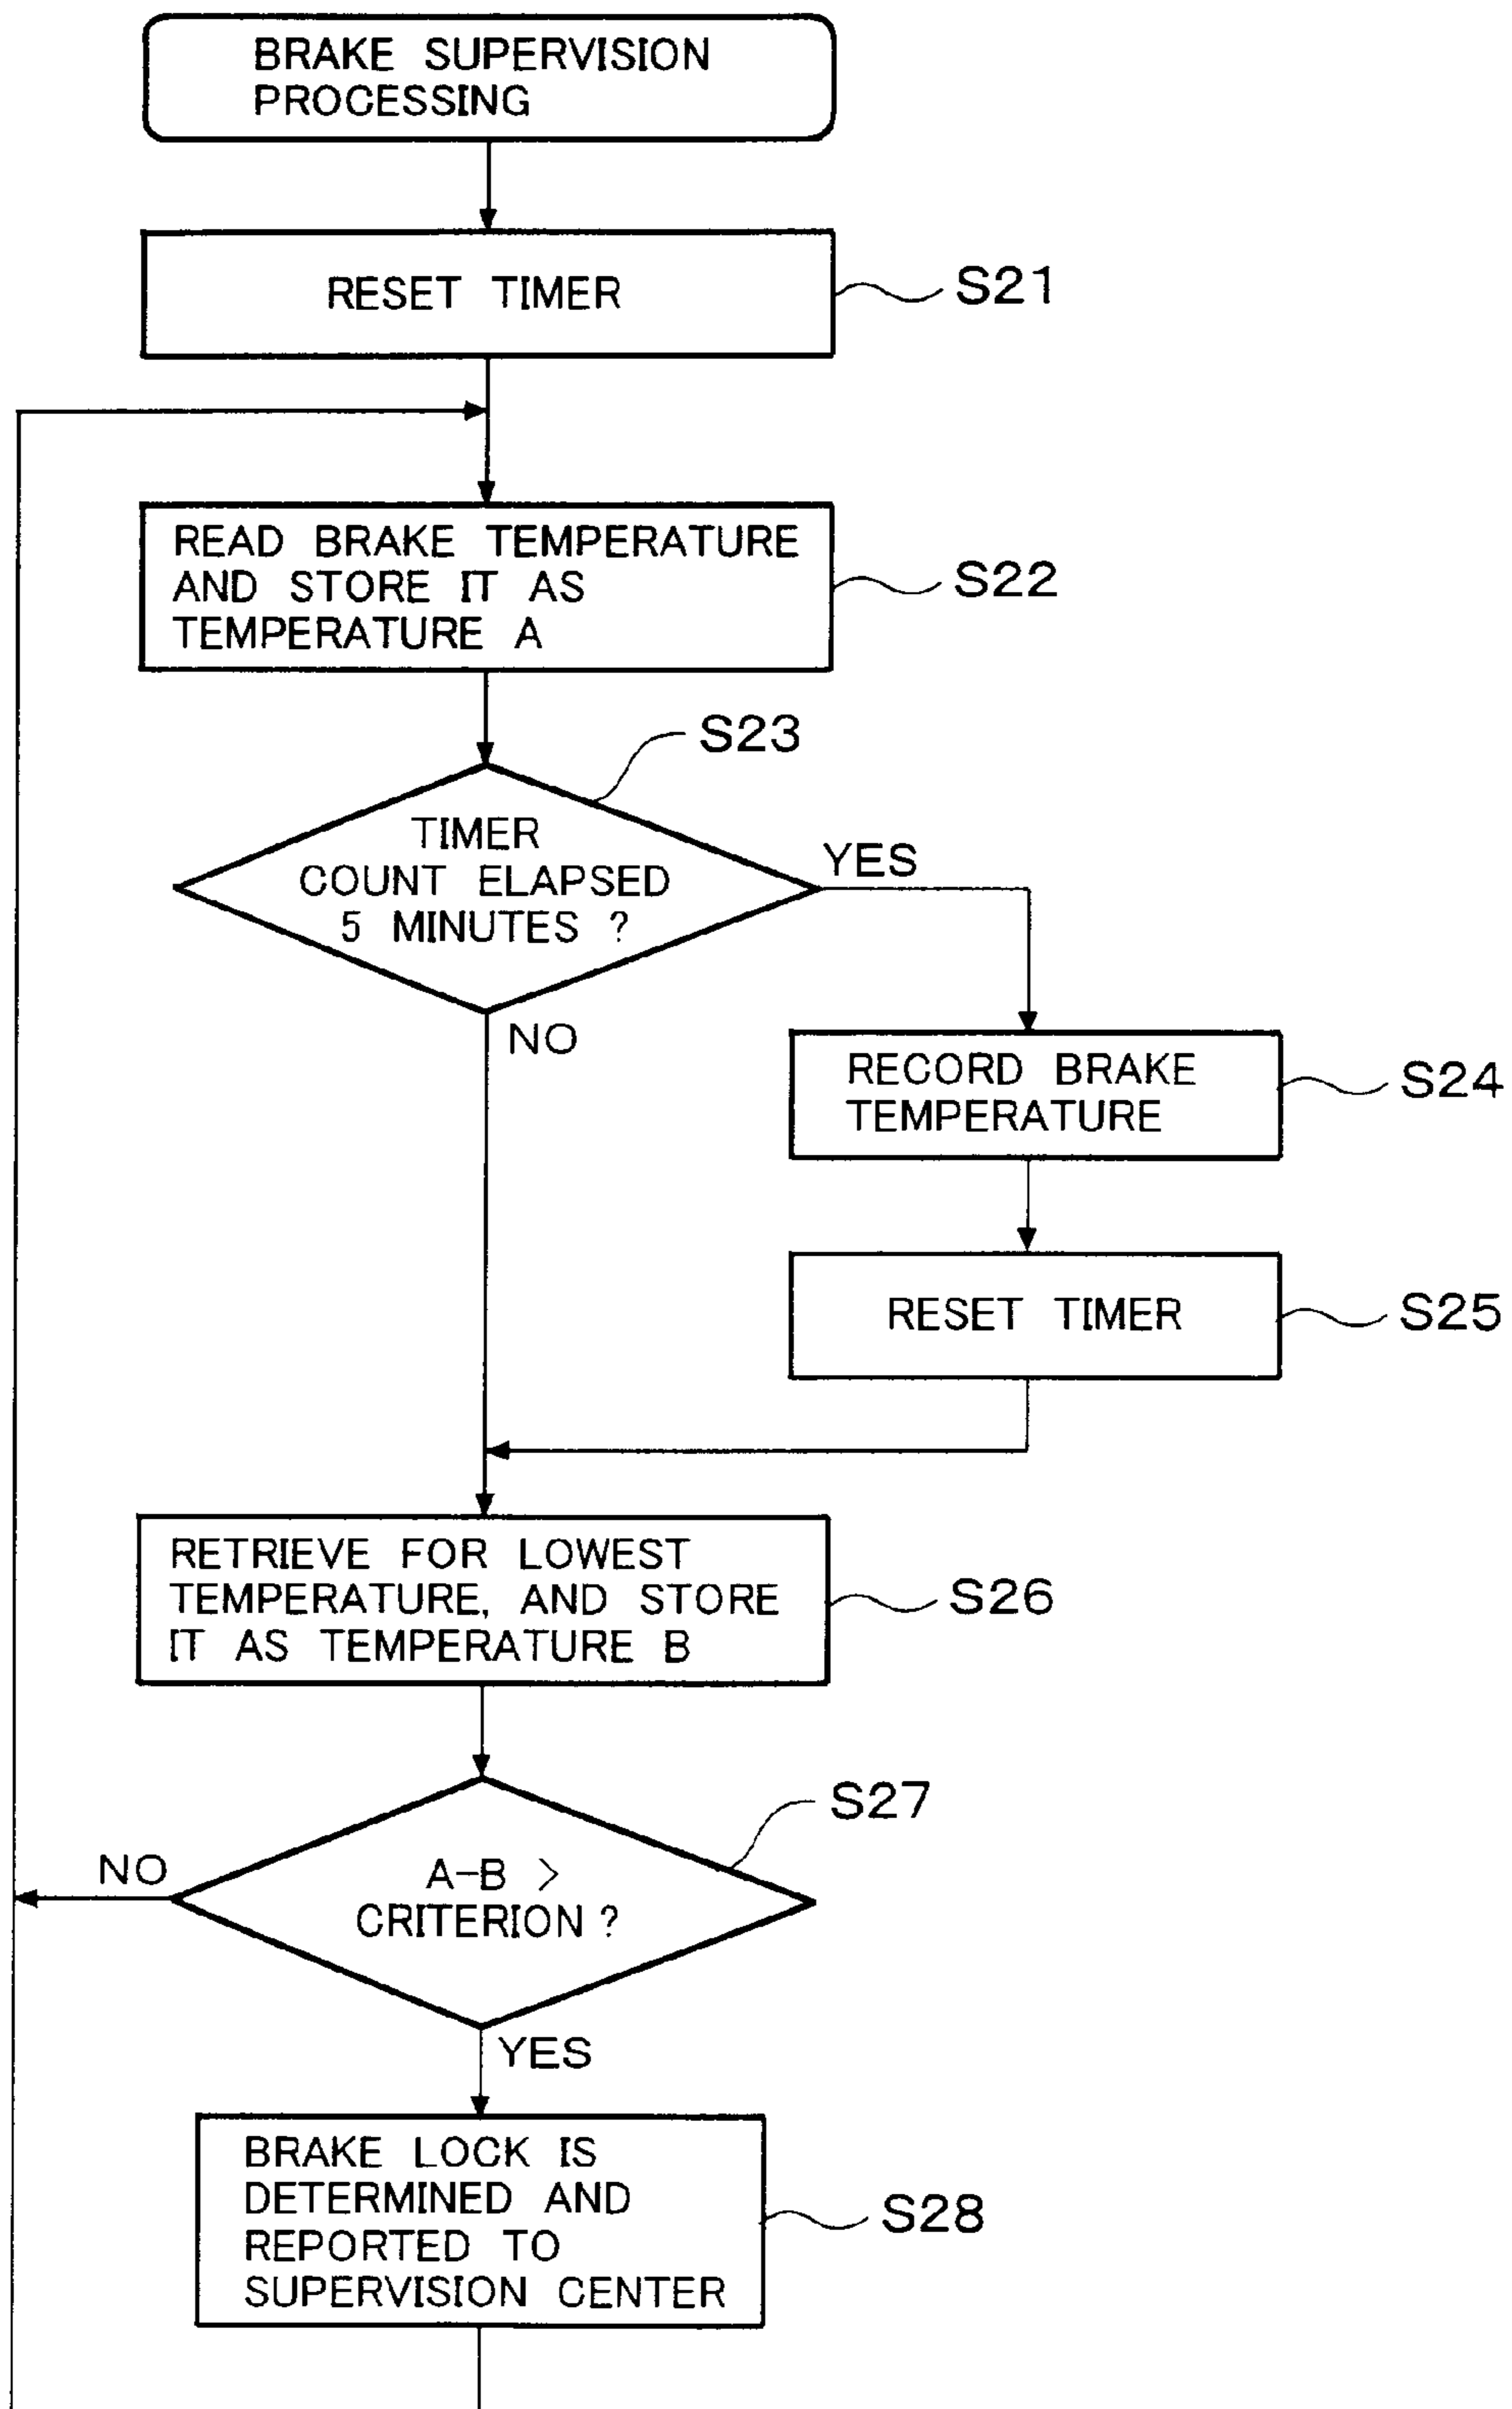 BRAKE SUPERVISION
PROCESSING
RESET TIMER
S21
READ BRAKE TEMPERATURE
AND STORE IT AS
TEMPERATURE A
S22
S23
TIMER
COUNT ELAPSED
5 MINUTES ?
YES
NO
RECORD BRAKE
TEMPERATURE
S24
RESET TIMER
S25
RETRIEVE FOR LOWEST
TEMPERATURE, AND STORE
IT AS TEMPERATURE B
S26
S27
A-B >
CRITERION ?
NO
YES
BRAKE LOCK IS
DETERMINED AND
REPORTED TO
SUPERVISION CENTER
S28